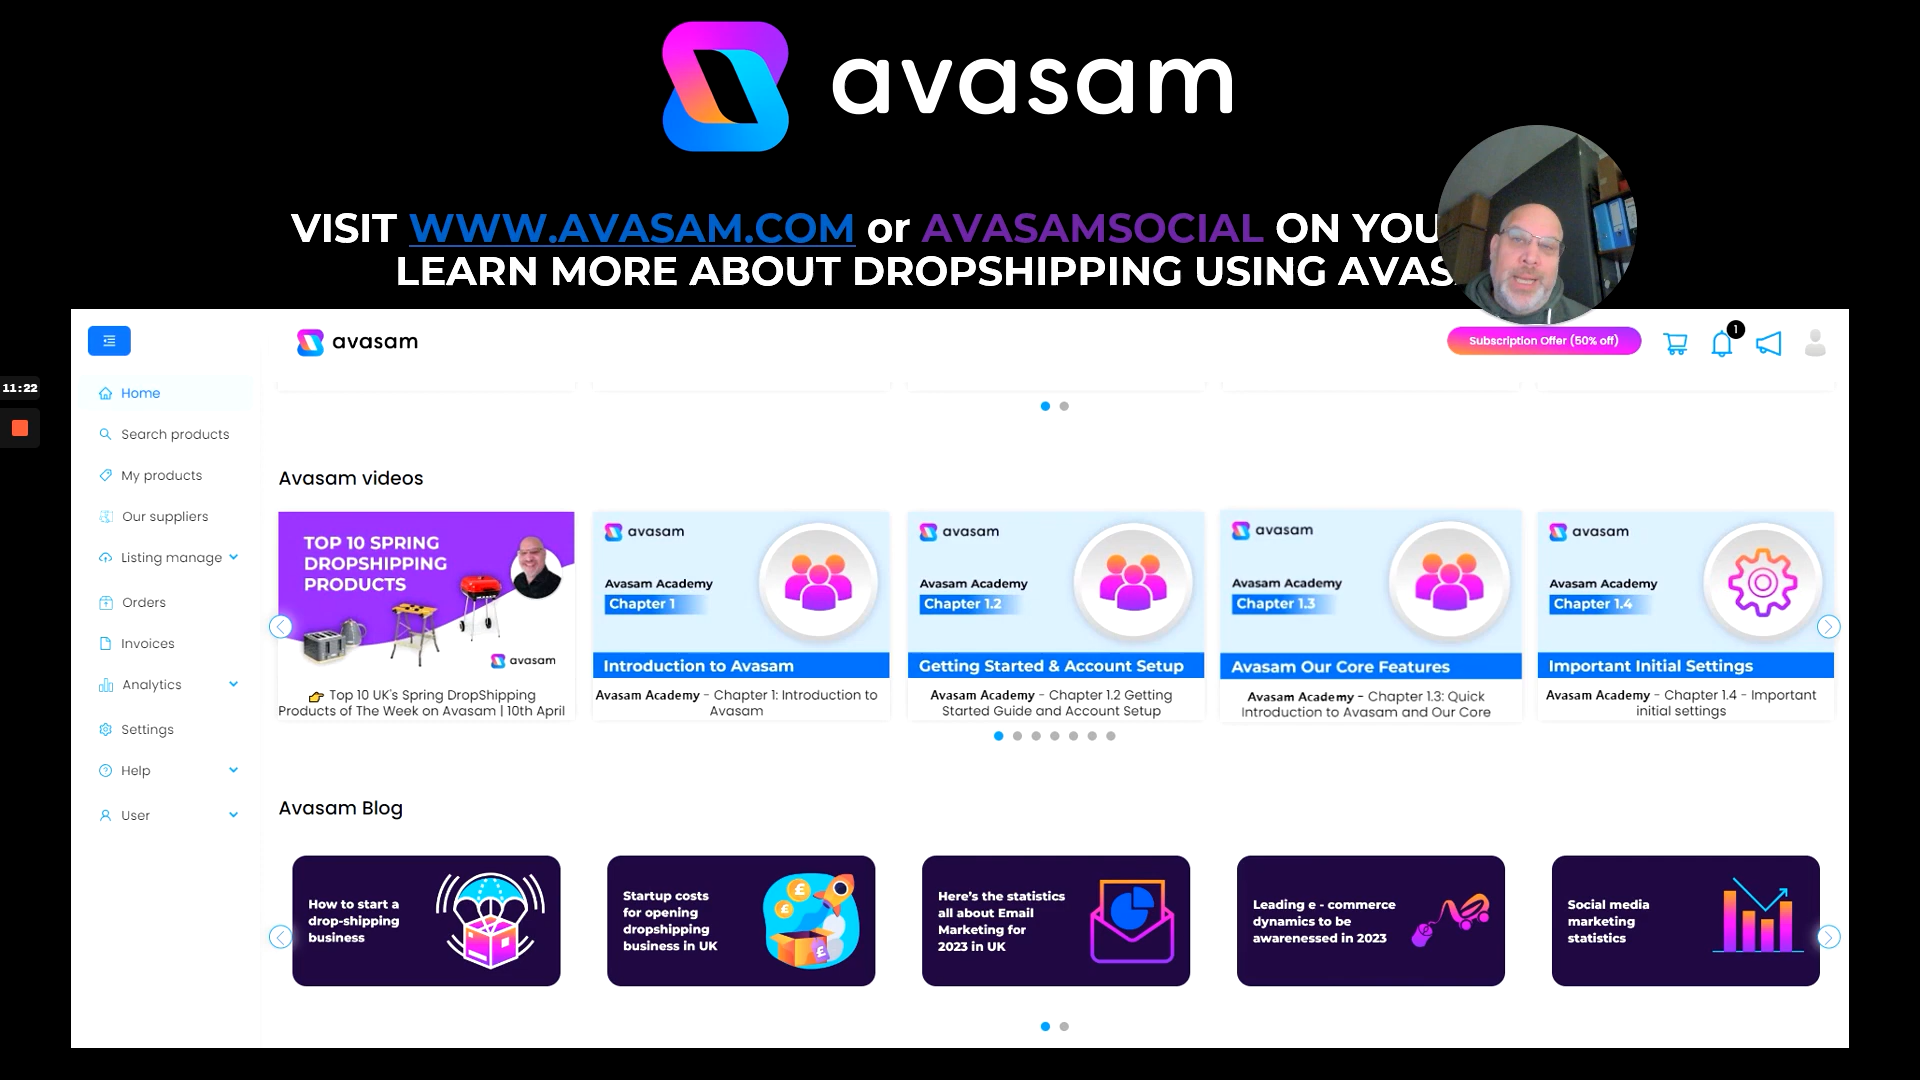 avasam
VISIT WWW.AVASAM.COM or AVASAMSOCIAL ON YOU
LEARN MORE ABOUT DROPSHIPPING USING AVAS
avasam
Subscription Offer (50% off)
1
11:22
Home
Search products
My products
Our suppliers
Listing manage
Orders
Invoices
Analytics
Settings
Help
User
Avasam videos
TOP 10 SPRING
DROPSHIPPING
PRODUCTS
avasam
👉 Top 10 UK's Spring DropShipping
Products of The Week on Avasam | 10th April
avasam
Avasam Academy
Chapter 1
Introduction to Avasam
Avasam Academy - Chapter 1: Introduction to
Avasam
avasam
Avasam Academy
Chapter 1.2
Getting Started & Account Setup
Avasam Academy - Chapter 1.2 Getting
Started Guide and Account Setup
avasam
Avasam Academy
Chapter 1.3
Avasam Our Core Features
Avasam Academy - Chapter 1.3: Quick
Introduction to Avasam and Our Core
avasam
Avasam Academy
Chapter 1.4
Important Initial Settings
Avasam Academy - Chapter 1.4 - Important
initial settings
Avasam Blog
How to start a
drop-shipping
business
Startup costs
for opening
dropshipping
business in UK
Here's the statistics
all about Email
Marketing for
2023 in UK
Leading e - commerce
dynamics to be
awarenessed in 2023
Social media
marketing
statistics